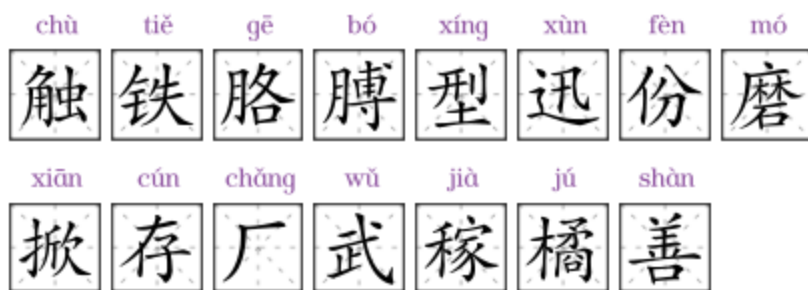 chù tiě gē bó xíng xùn fèn mó
触 铁 胳 膊 型 迅 份 磨
xiān cún chǎng wǔ jià jú shàn
掀 存 厂 武 稼 橘 善